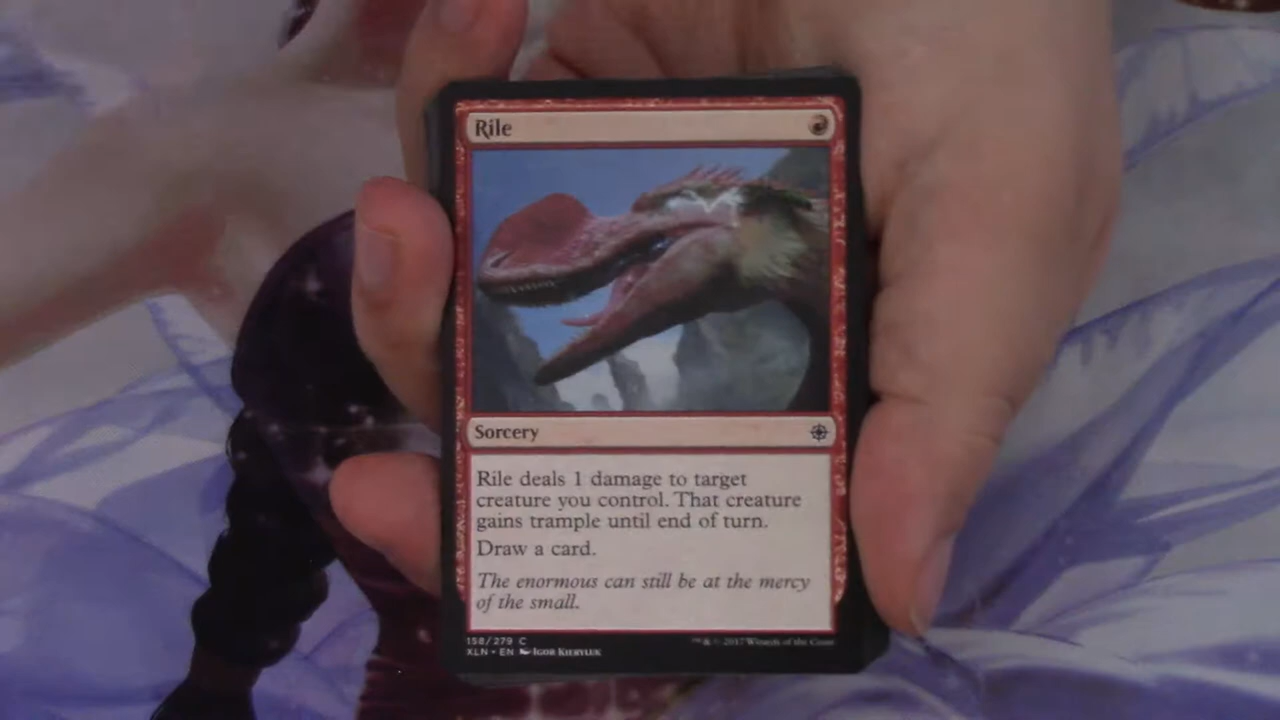 Rile
Sorcery
Rile deals 1 damage to target
creature you control. That creature
gains trample until end of turn.
Draw a card.
The enormous can still be at the mercy
of the small.
158/279 C
™ & © 2017 Wizards of the Coast
XLN • EN Igor Kieryluk